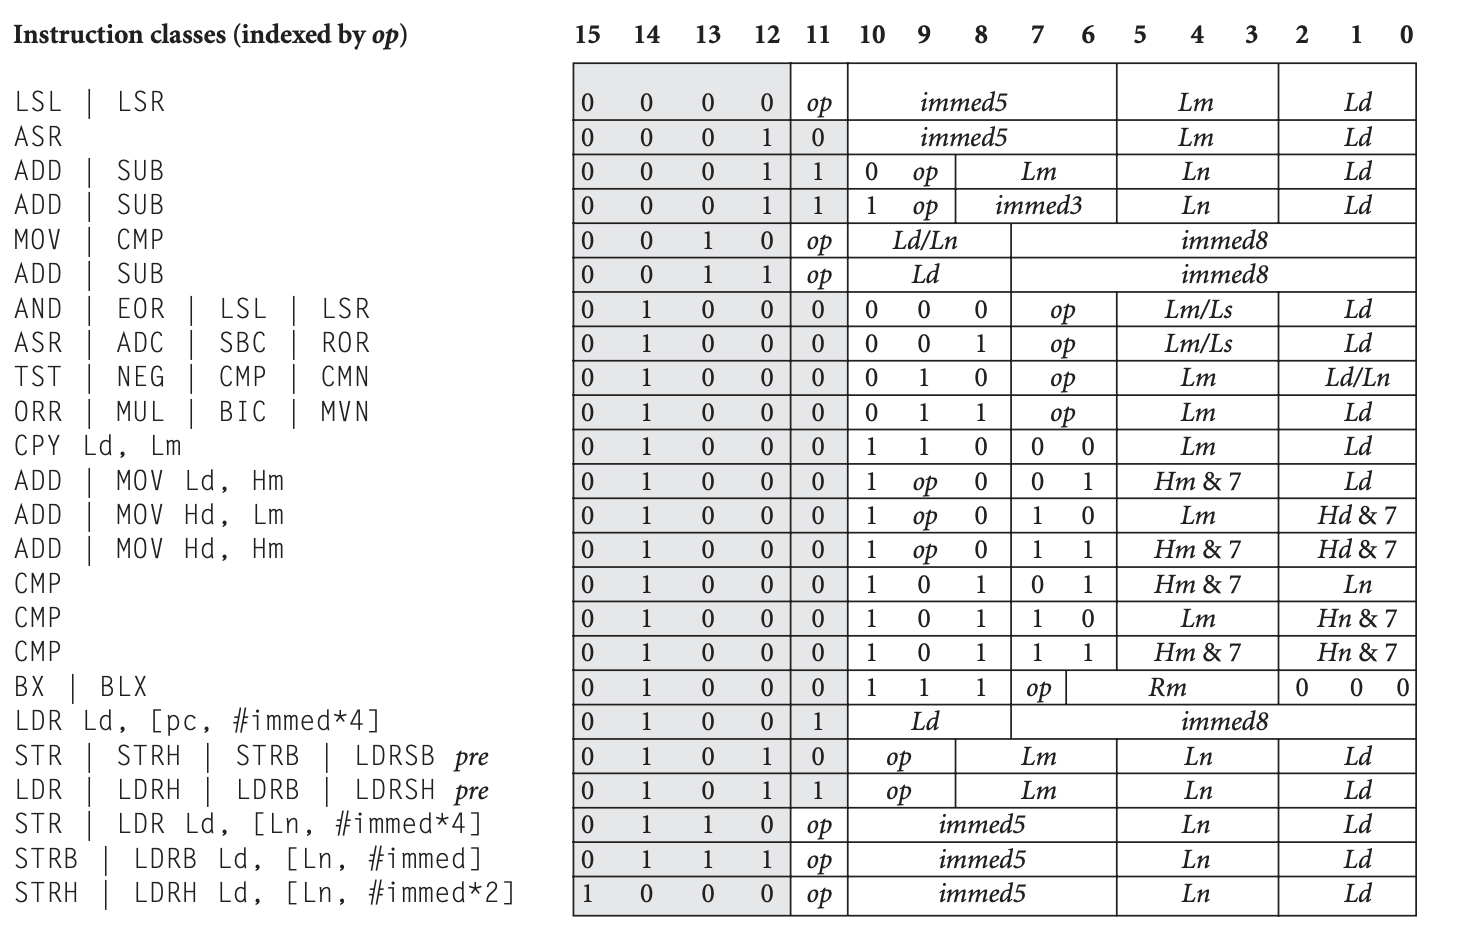 Instruction classes (indexed by op) 15 14 13 12 11 10 9 8 7 6 5 4 3 2 1 0
LSL | LSR 0 0 0 0 op immed5 Lm Ld
ASR 0 0 0 1 0 immed5 Lm Ld
ADD | SUB 0 0 0 1 1 0 op Lm Ln Ld
ADD | SUB 0 0 0 1 1 1 op immed3 Ln Ld
MOV | CMP 0 0 1 0 op Ld/Ln immed8
ADD | SUB 0 0 1 1 op Ld immed8
AND | EOR | LSL | LSR 0 1 0 0 0 0 0 0 op Lm/Ls Ld
ASR | ADC | SBC | ROR 0 1 0 0 0 0 0 1 op Lm/Ls Ld
TST | NEG | CMP | CMN 0 1 0 0 0 0 1 0 op Lm Ld/Ln
ORR | MUL | BIC | MVN 0 1 0 0 0 0 1 1 op Lm Ld
CPY Ld, Lm 0 1 0 0 0 1 1 0 0 0 Lm Ld
ADD | MOV Ld, Hm 0 1 0 0 0 1 op 0 0 1 Hm & 7 Ld
ADD | MOV Hd, Lm 0 1 0 0 0 1 op 0 1 0 Lm Hd & 7
ADD | MOV Hd, Hm 0 1 0 0 0 1 op 0 1 1 Hm & 7 Hd & 7
CMP 0 1 0 0 0 1 0 1 0 1 Hm & 7 Ln
CMP 0 1 0 0 0 1 0 1 1 0 Lm Hn & 7
CMP 0 1 0 0 0 1 0 1 1 1 Hm & 7 Hn & 7
BX | BLX 0 1 0 0 0 1 1 1 op Rm 0 0 0
LDR Ld, [pc, #immed*4] 0 1 0 0 1 Ld immed8
STR | STRH | STRB | LDRSB pre 0 1 0 1 0 op Lm Ln Ld
LDR | LDRH | LDRB | LDRSH pre 0 1 0 1 1 op Lm Ln Ld
STR | LDR Ld, [Ln, #immed*4] 0 1 1 0 op immed5 Ln Ld
STRB | LDRB Ld, [Ln, #immed] 0 1 1 1 op immed5 Ln Ld
STRH | LDRH Ld, [Ln, #immed*2] 1 0 0 0 op immed5 Ln Ld